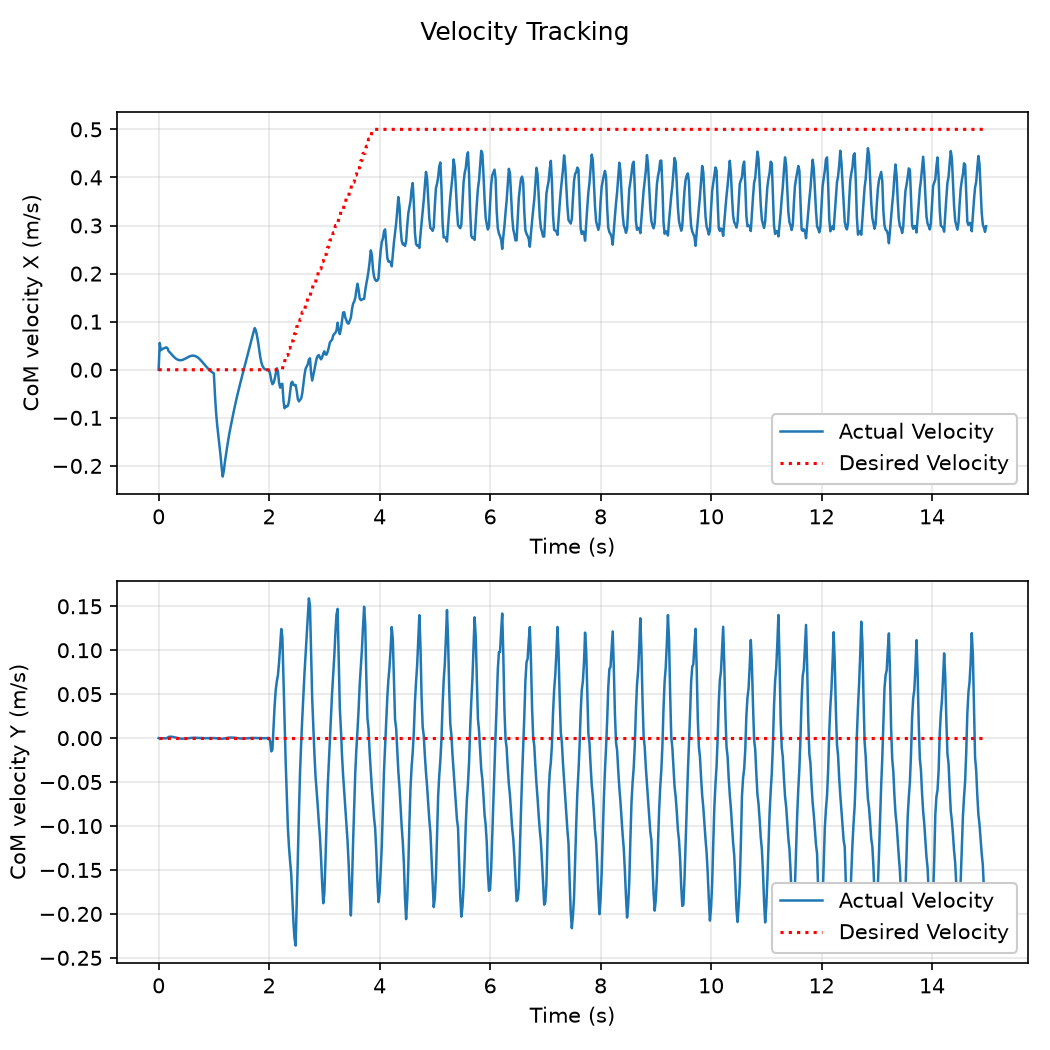 Velocity Tracking
CoM velocity X (m/s)
0.5
0.4
0.3
0.2
0.1
0.0
−0.1
−0.2
Actual Velocity
Desired Velocity
0 2 4 6 8 10 12 14
Time (s)
CoM velocity Y (m/s)
0.15
0.10
0.05
0.00
−0.05
−0.10
−0.15
−0.20
−0.25
Actual Velocity
Desired Velocity
0 2 4 6 8 10 12 14
Time (s)